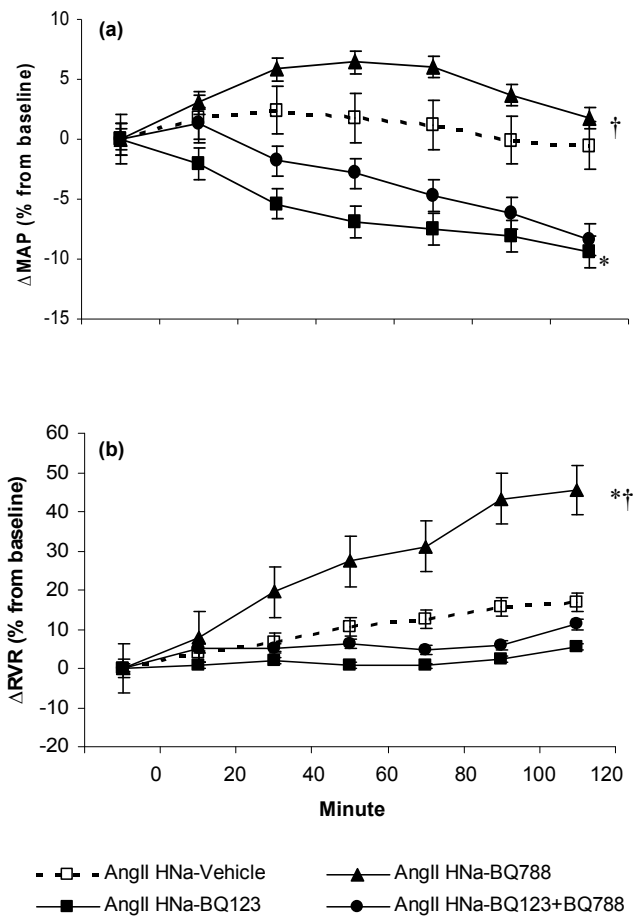 (a)
10
5
0
-5
-10
-15
ΔMAP (% from baseline)
†
*
(b)
60
50
40
30
20
10
0
-10
-20
ΔRVR (% from baseline)
*†
0 20 40 60 80 100 120
Minute
AngII HNa-Vehicle AngII HNa-BQ788
AngII HNa-BQ123 AngII HNa-BQ123+BQ788